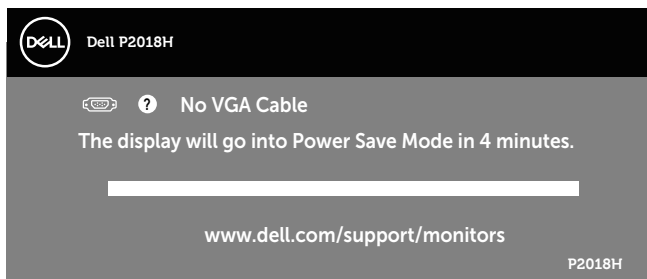 DELL Dell P2018H
? No VGA Cable
The display will go into Power Save Mode in 4 minutes.
www.dell.com/support/monitors
P2018H